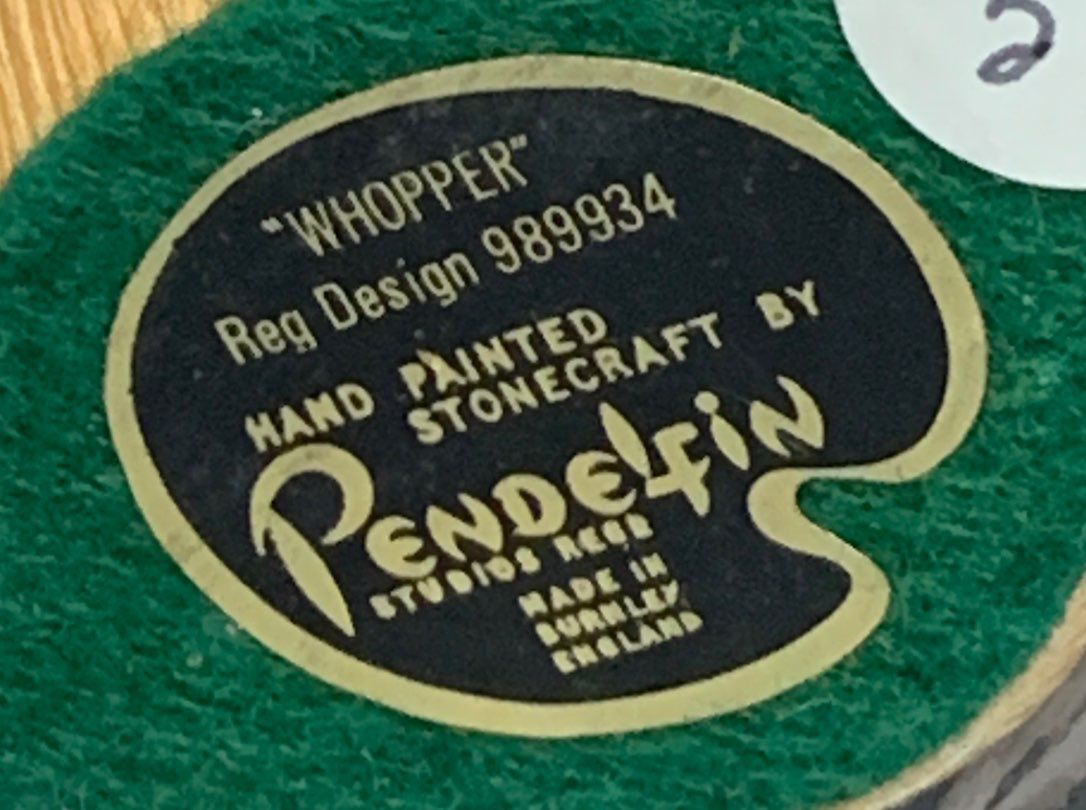 "WHOPPER"
Reg Design 989934
HAND PAINTED
STONECRAFT BY
PENDELFIN
STUDIOS REGD
MADE IN
BURNLEY
ENGLAND
2